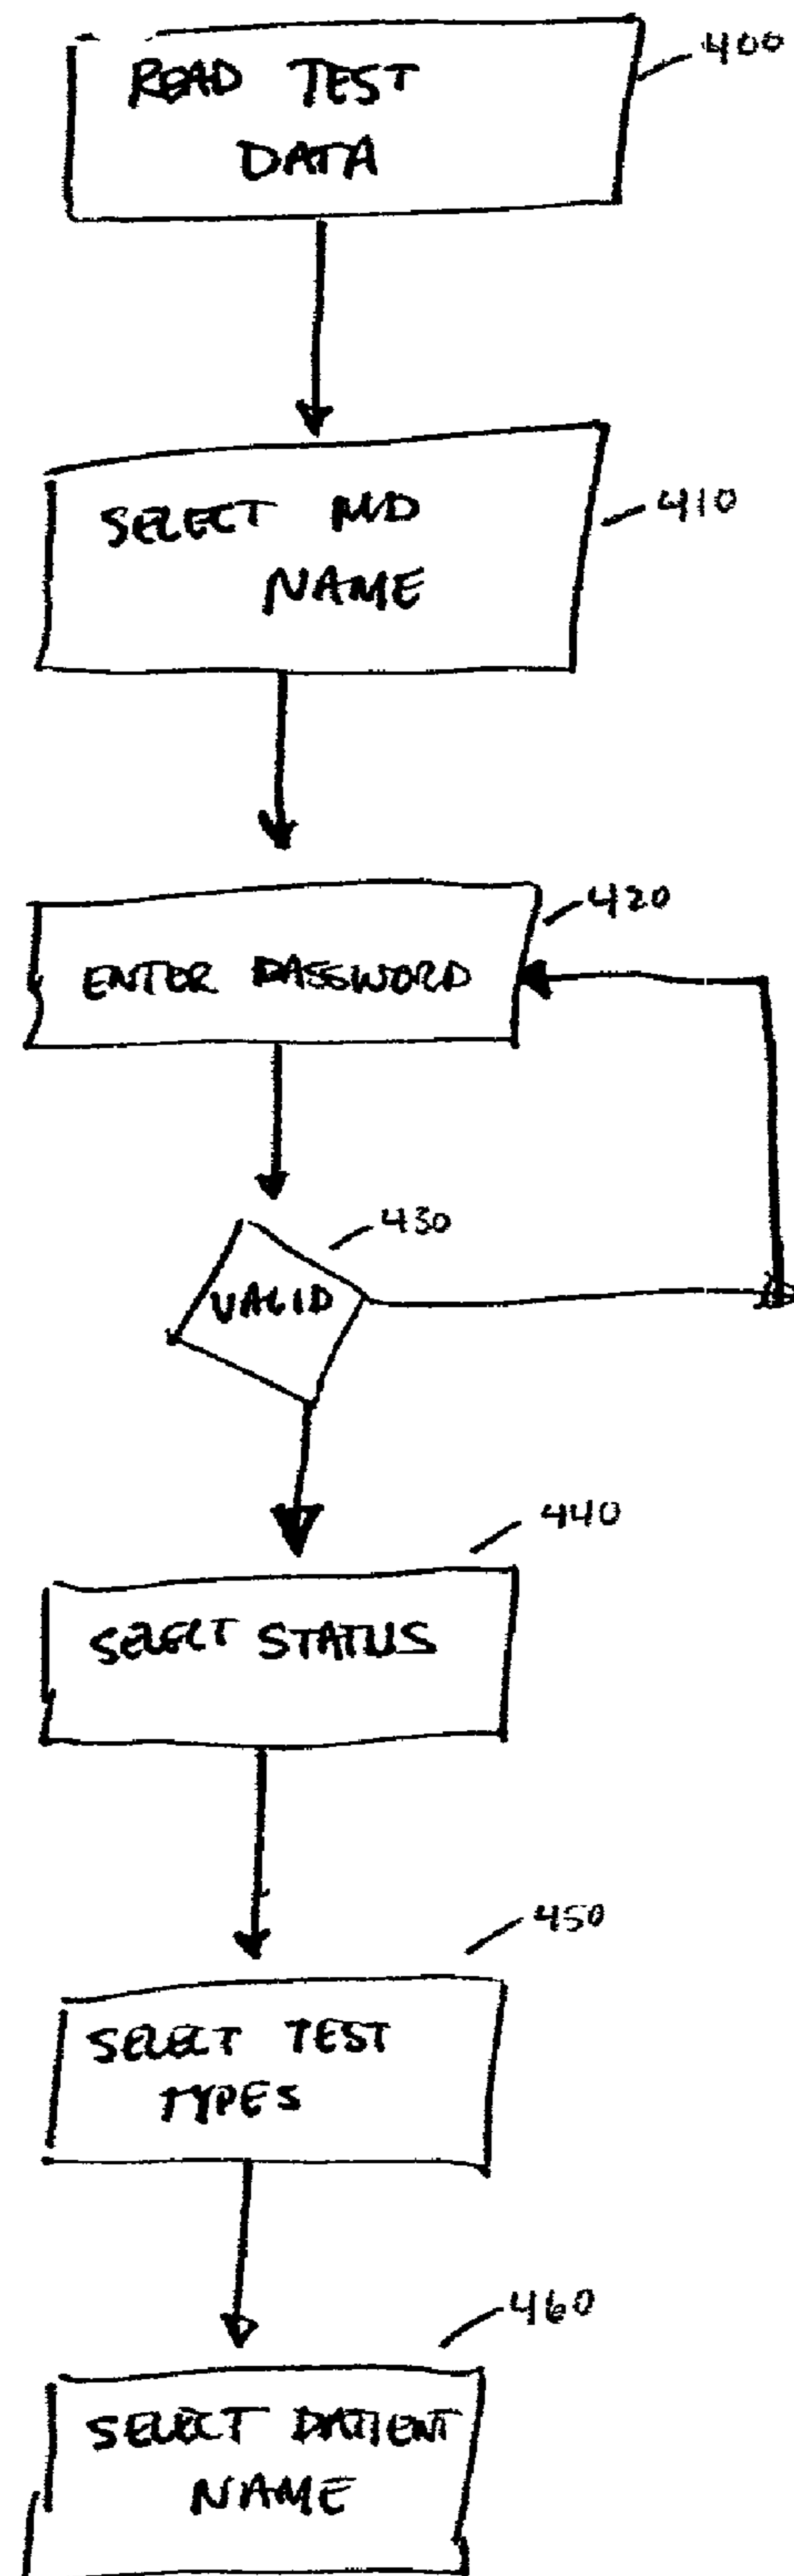 READ TEST
DATA
400
SELECT MD
NAME
410
420
ENTER PASSWORD
430
VALID
440
SELECT STATUS
450
SELECT TEST
TYPES
460
SELECT PATIENT
NAME